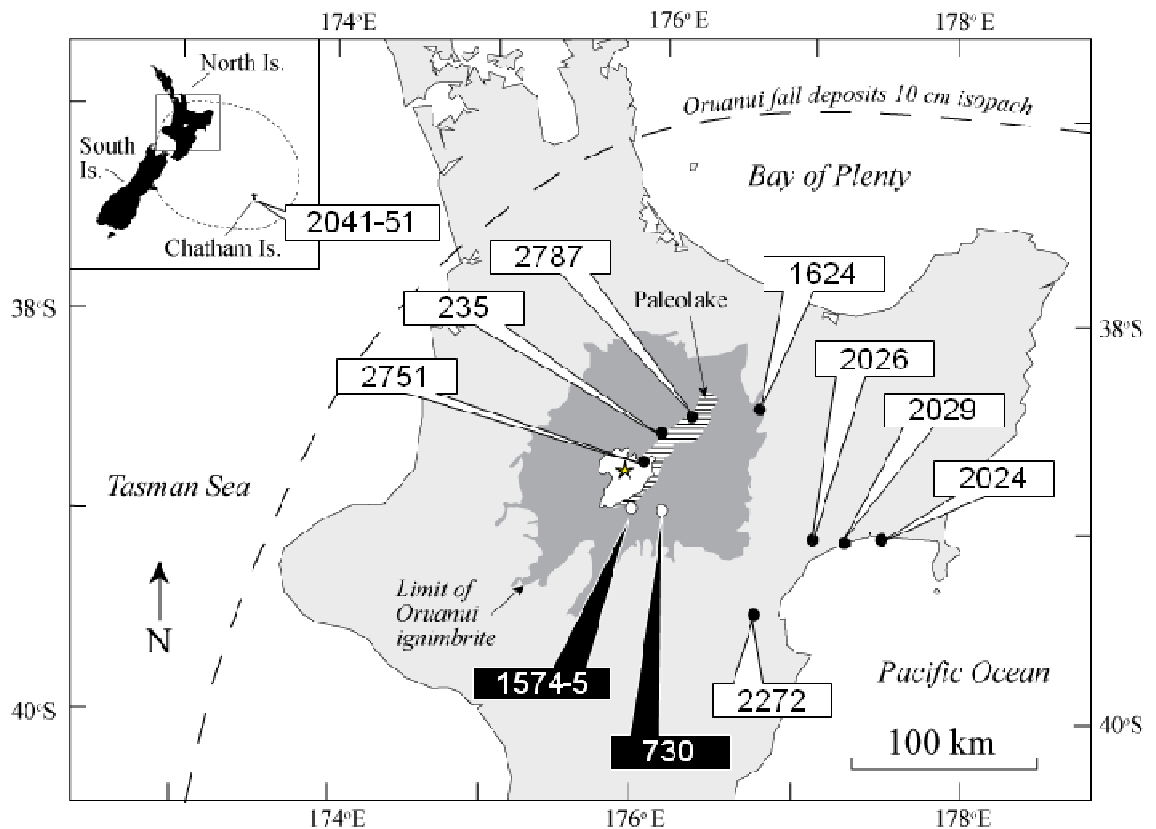 174°E
176°E
178°E
North Is.
South
Is.
Chatham Is.
2041-51
Oruanui fall deposits 10 cm isopach
Bay of Plenty
2787
1624
Paleolake
235
38°S
38°S
2026
2751
2029
2024
Tasman Sea
Limit of
Oruanui
ignimbrite
N
1574-5
2272
Pacific Ocean
40°S
40°S
730
100 km
174°E
176°E
178°E